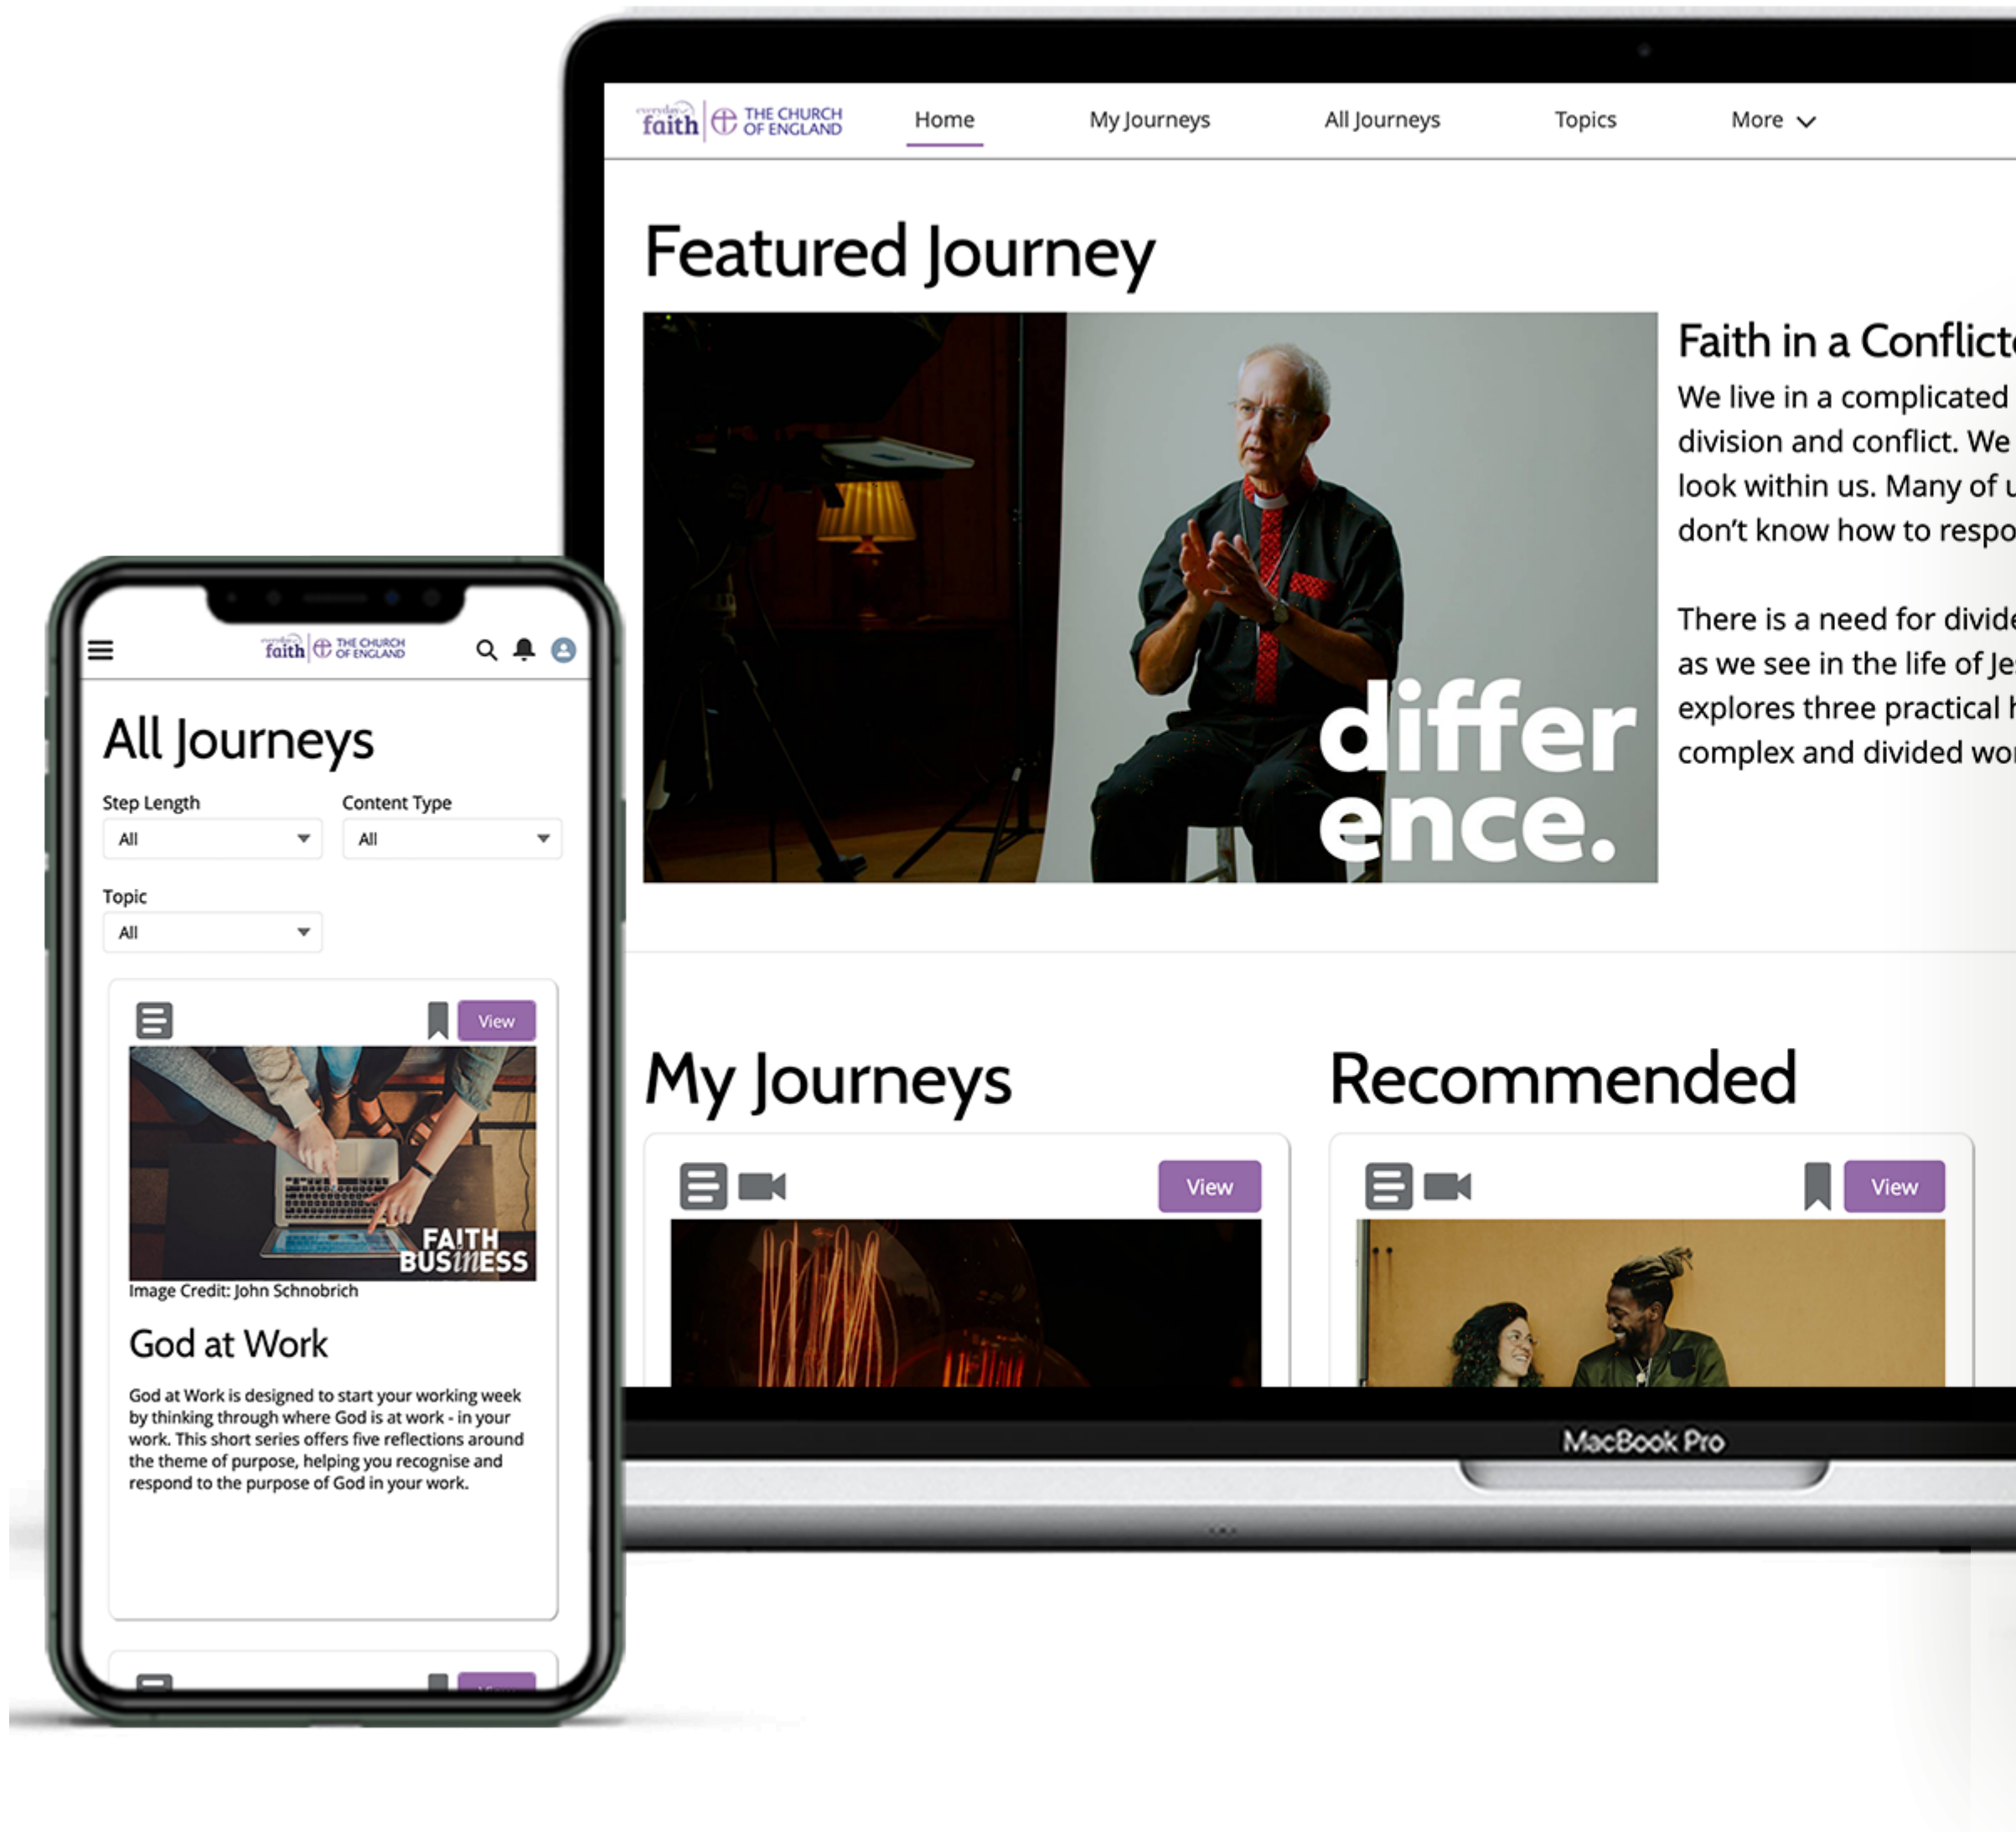 everyday
faith
THE CHURCH
OF ENGLAND
Home
My Journeys
All Journeys
Topics
More
Featured Journey
differ
ence.
Faith in a
We live in a complicated
division and conflict. We
look within us. Many of
don't know how to
There is a need for
as we see in the life of
explores three practical
complex and divided
My Journeys
View
Recommended
View
MacBook Pro
everyday
faith
THE CHURCH
OF ENGLAND
All Journeys
Step Length
All
Content Type
All
Topic
All
View
FAITH
BUSinESS
Image Credit: John Schnobrich
God at Work
God at Work is designed to start your working week
by thinking through where God is at work - in your
work. This short series offers five reflections around
the theme of purpose, helping you recognise and
respond to the purpose of God in your work.